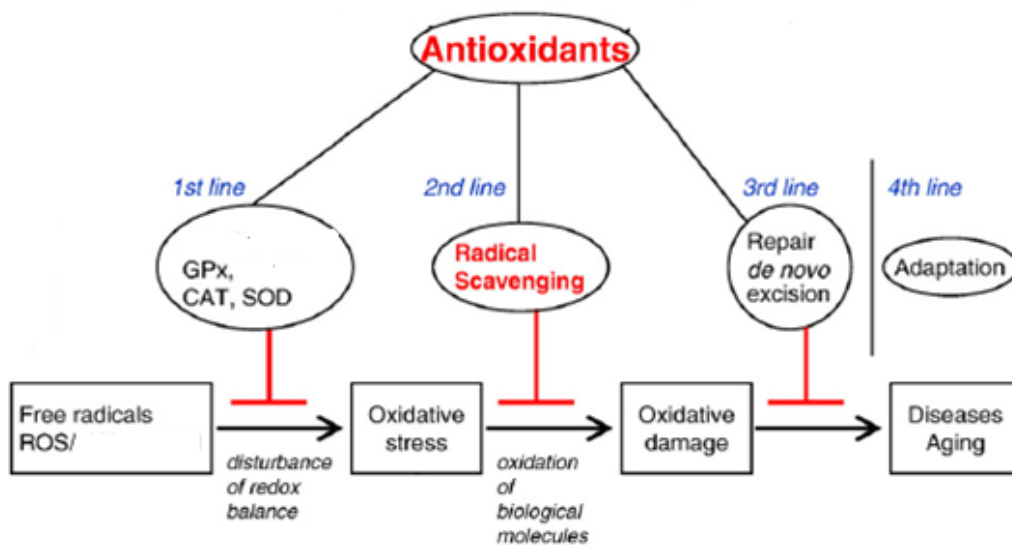 Antioxidants
1st line
2nd line
3rd line
4th line
GPx,
CAT, SOD
Radical
Scavenging
Repair
de novo
excision
Adaptation
Free radicals
ROS/
Oxidative
stress
Oxidative
damage
Diseases
Aging
disturbance
of redox
balance
oxidation
of
biological
molecules